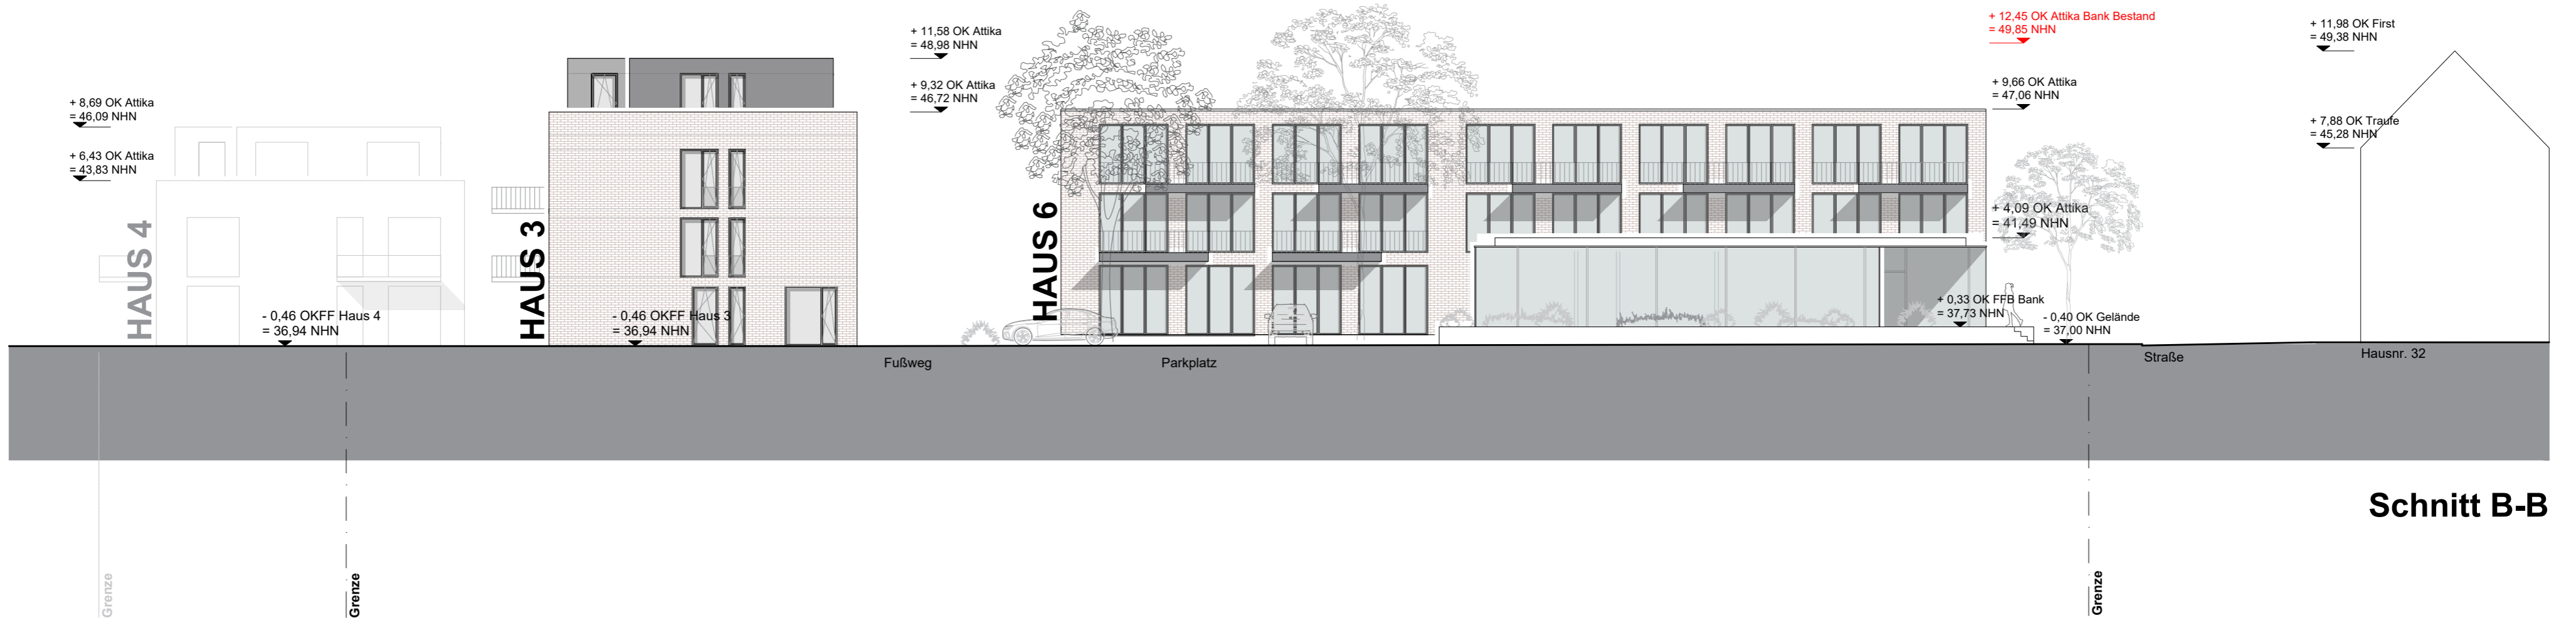 + 8,69 OK Attika
= 46,09 NHN
+ 6,43 OK Attika
= 43,83 NHN
HAUS 4
- 0,46 OKFF Haus 4
= 36,94 NHN
HAUS 3
- 0,46 OKFF Haus 3
= 36,94 NHN
+ 11,58 OK Attika
= 48,98 NHN
+ 9,32 OK Attika
= 46,72 NHN
HAUS 6
+ 12,45 OK Attika Bank Bestand
= 49,85 NHN
+ 9,66 OK Attika
= 47,06 NHN
+ 4,09 OK Attika
= 41,49 NHN
+ 0,33 OK FFB Bank
= 37,73 NHN
- 0,40 OK Gelände
= 37,00 NHN
+ 11,98 OK First
= 49,38 NHN
+ 7,88 OK Traufe
= 45,28 NHN
Fußweg
Parkplatz
Straße
Hausnr. 32
Schnitt B-B
Grenze
Grenze
Grenze